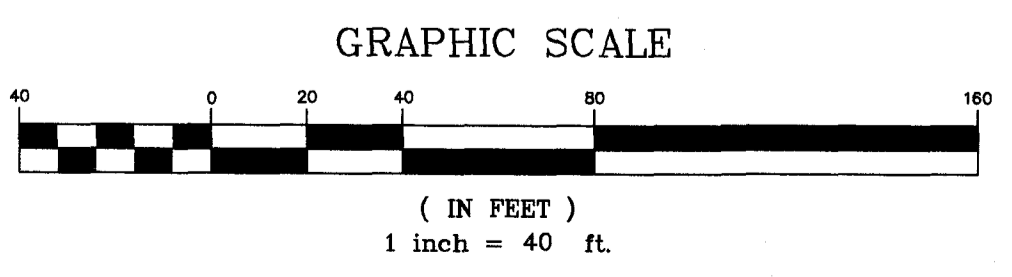 GRAPHIC SCALE
40 0 20 40 80 160
( IN FEET )
1 inch = 40 ft.